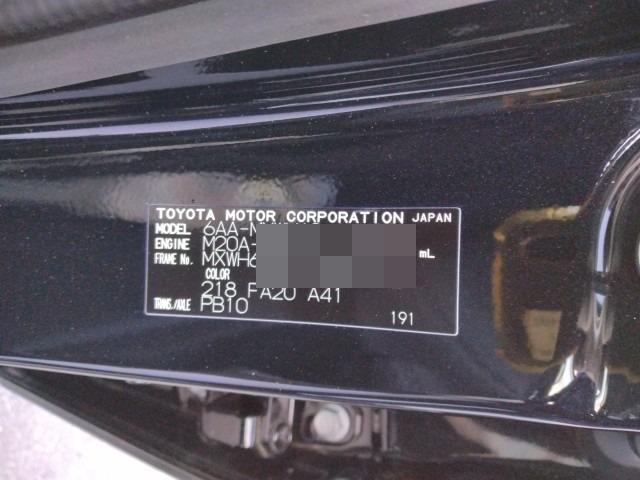 TOYOTA MOTOR CORPORATION JAPAN
MODEL 6AA-
ENGINE M20A- mL
FRAME No. MXWH6
COLOR
218 FA20 A41
TRANS./AXLE PB10
191